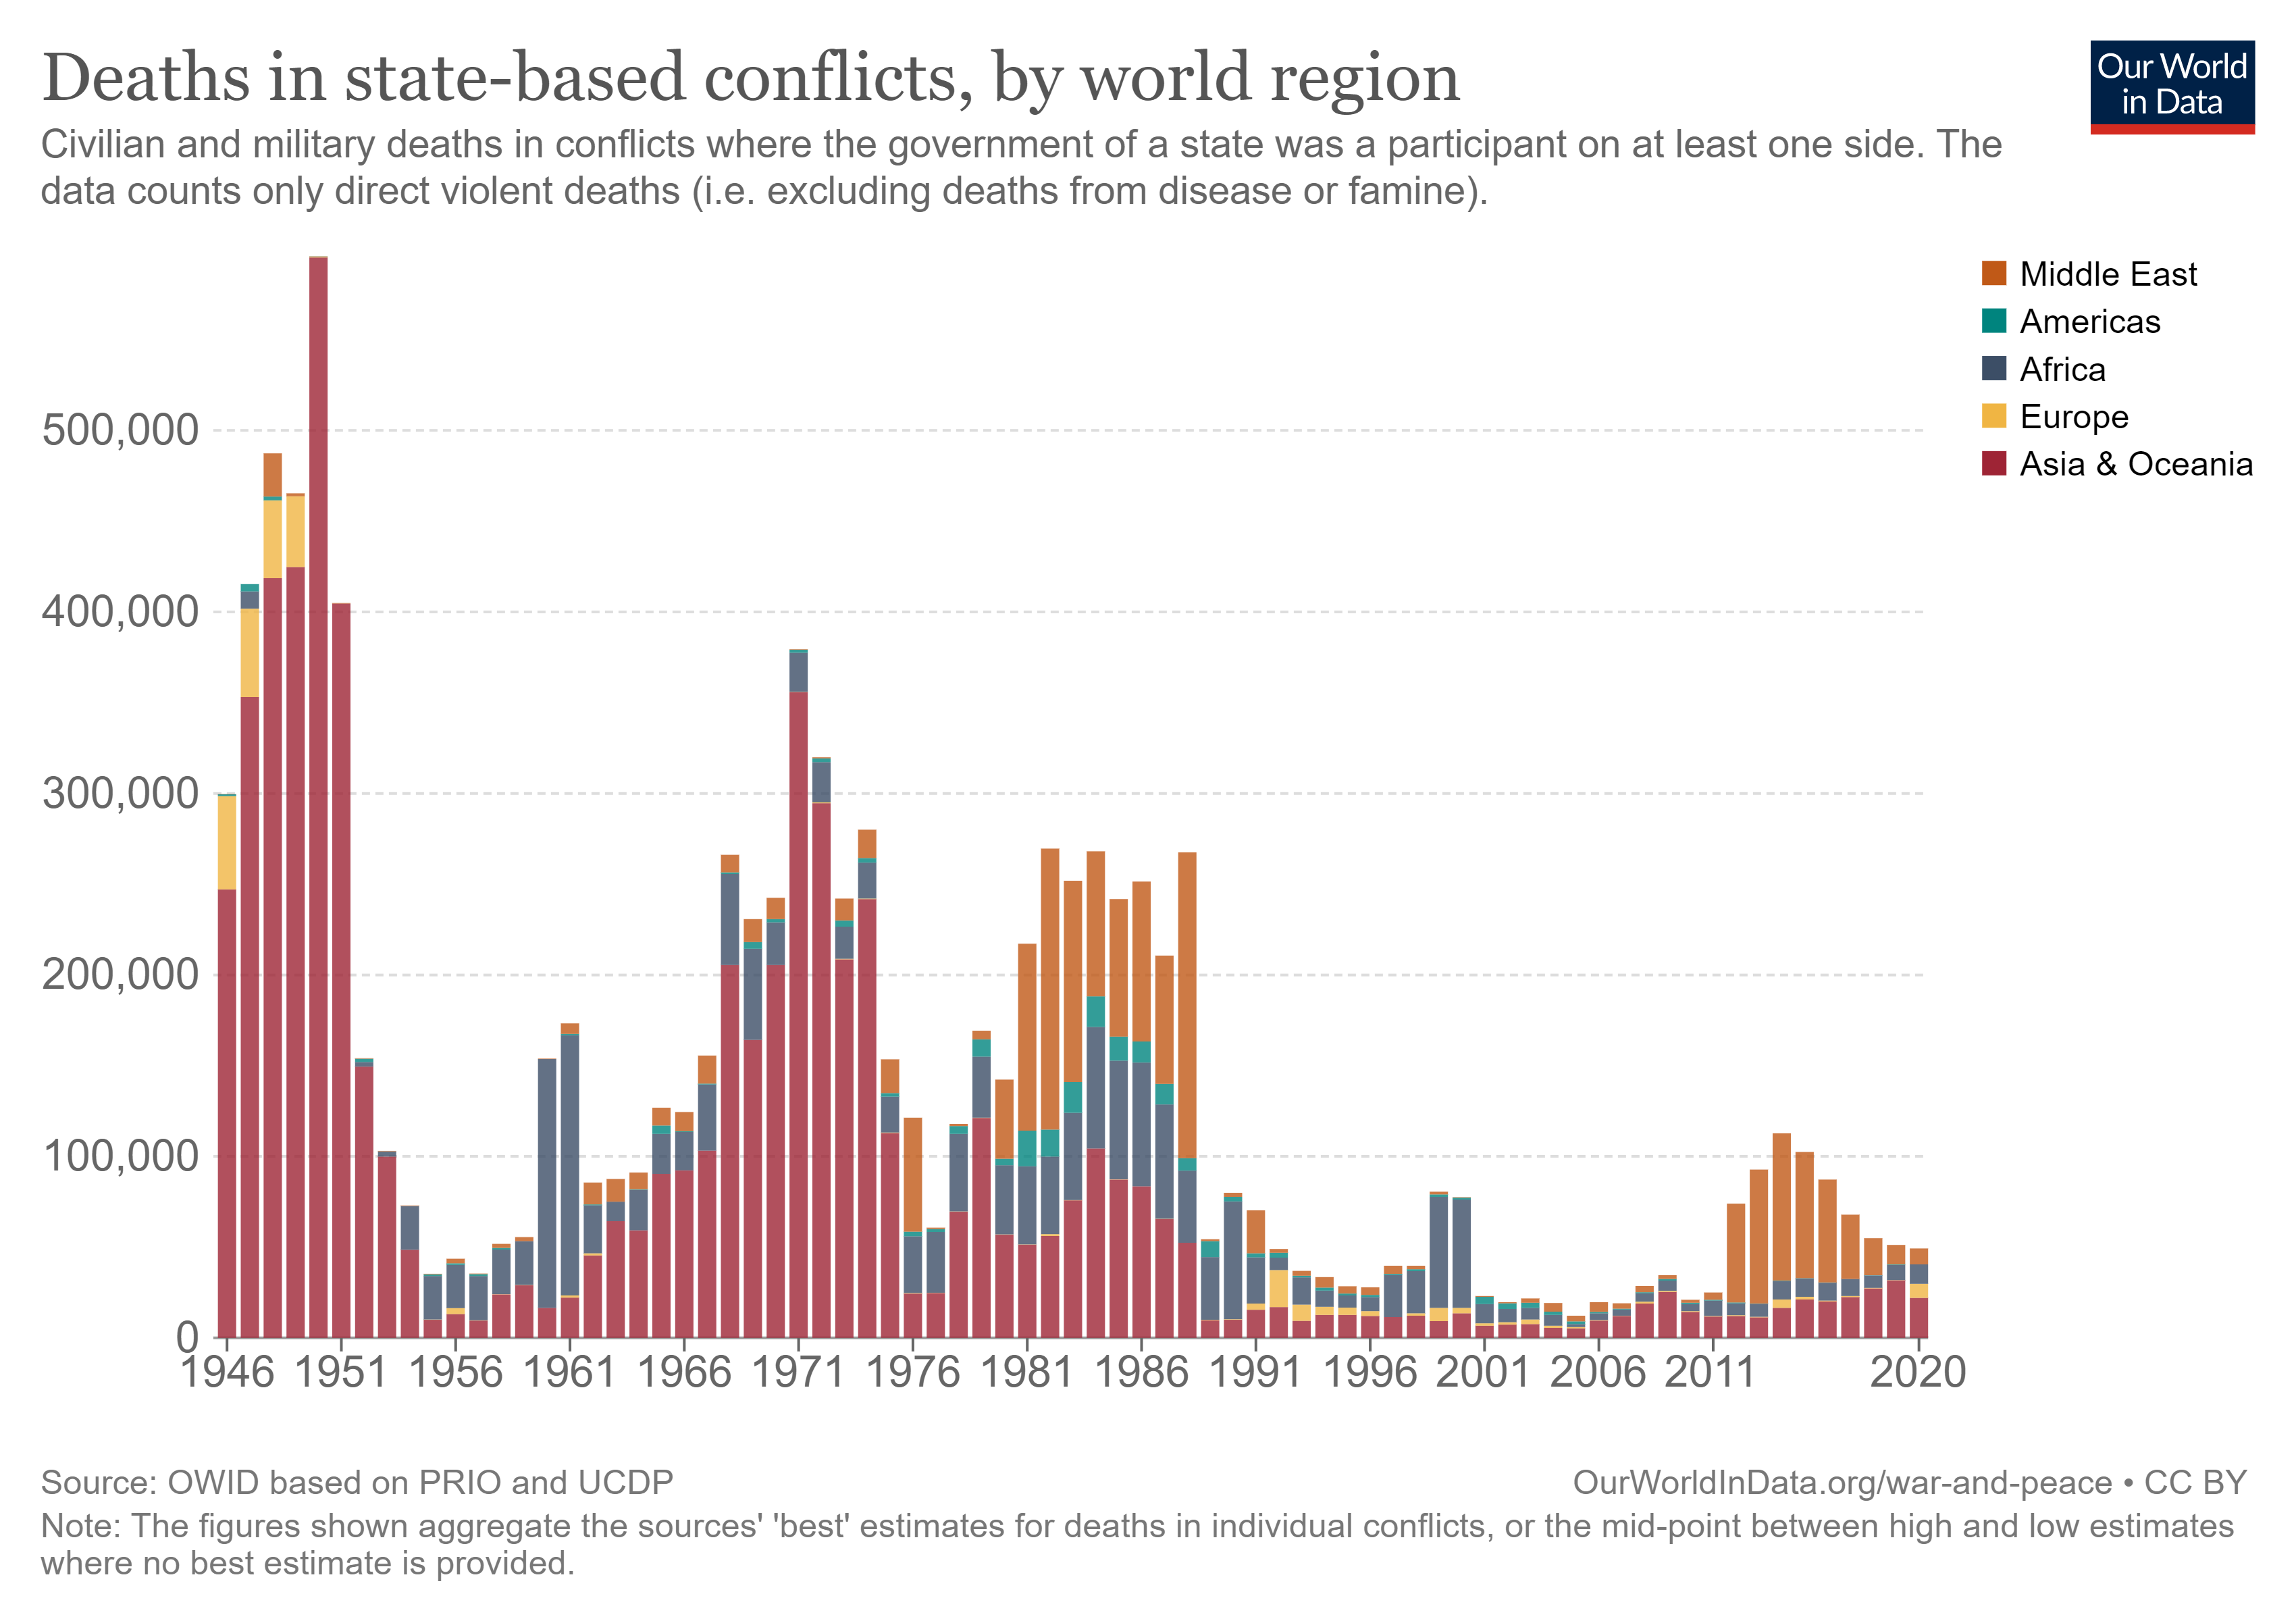 Deaths in state-based conflicts, by world region
Our World
in Data
Civilian and military deaths in conflicts where the government of a state was a participant on at least one side. The
data counts only direct violent deaths (i.e. excluding deaths from disease or famine).
Middle East
Americas
Africa
Europe
Asia & Oceania
500,000
400,000
300,000
200,000
100,000
0
1946 1951 1956 1961 1966 1971 1976 1981 1986 1991 1996 2001 2006 2011 2020
Source: OWID based on PRIO and UCDP
OurWorldInData.org/war-and-peace • CC BY
Note: The figures shown aggregate the sources' 'best' estimates for deaths in individual conflicts, or the mid-point between high and low estimates
where no best estimate is provided.